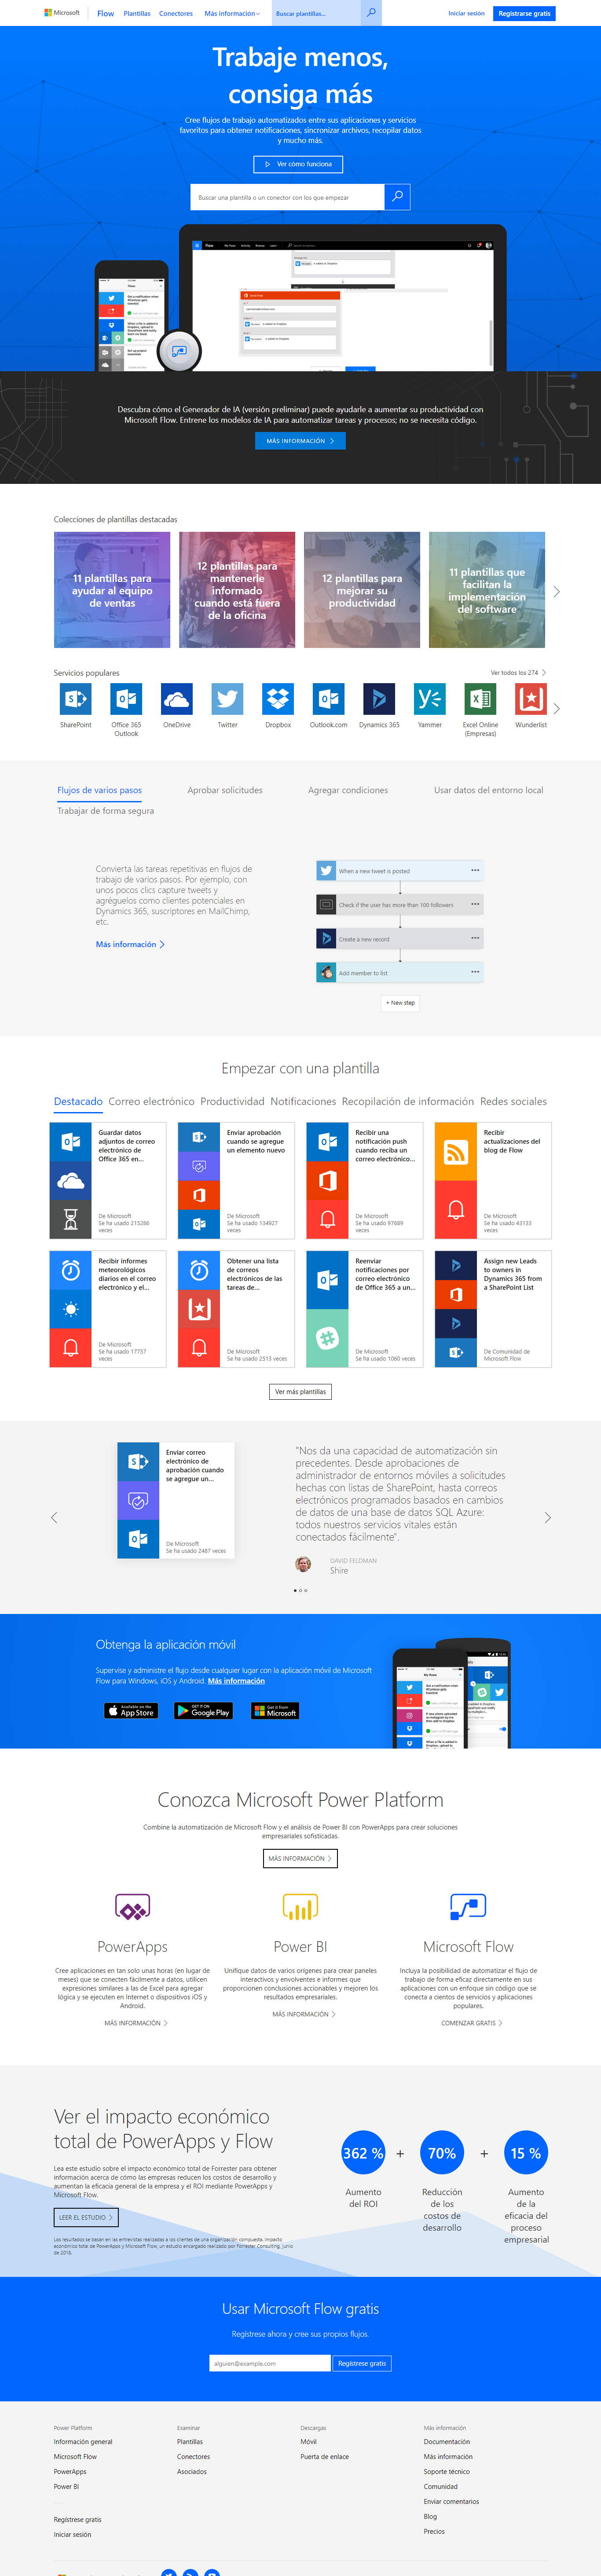 Microsoft
Flow
Plantillas
Conectores
Más información
Buscar plantillas...
Iniciar sesión
Registrarse gratis
Trabaje menos,
consiga más
Cree flujos de trabajo automatizados entre sus aplicaciones y servicios
favoritos para obtener notificaciones, sincronizar archivos, recopilar datos
y mucho más.
Ver cómo funciona
Buscar una plantilla o un conector con los que empezar
Descubra cómo el Generador de IA (versión preliminar) puede ayudarle a aumentar su productividad con
Microsoft Flow. Entrene los modelos de IA para automatizar tareas y procesos; no se necesita código.
MÁS INFORMACIÓN
Colecciones de plantillas destacadas
11 plantillas para
ayudar al equipo
de ventas
12 plantillas para
mantenerle
informado
cuando está fuera
de la oficina
12 plantillas para
mejorar su
productividad
11 plantillas que
facilitan la
implementación
del software
Servicios populares
Ver todos los 274
SharePoint
Office 365
Outlook
OneDrive
Twitter
Dropbox
Outlook.com
Dynamics 365
Yammer
Excel Online
(Empresas)
Wunderlist
Flujos de varios pasos
Aprobar solicitudes
Agregar condiciones
Usar datos del entorno local
Trabajar de forma segura
Convierta las tareas repetitivas en flujos de
trabajo de varios pasos. Por ejemplo, con
unos pocos clics capture tweets y
agréguelos como clientes potenciales en
Dynamics 365, suscriptores en MailChimp,
etc.
Más información
When a new tweet is posted
Check if the user has more than 100 followers
Create a new record
Add member to list
+ New step
Empezar con una plantilla
Destacado
Correo electrónico
Productividad
Notificaciones
Recopilación de información
Redes sociales
Guardar datos
adjuntos de correo
electrónico de
Office 365 en...
De Microsoft
Se ha usado 215286
veces
Enviar aprobación
cuando se agregue
un elemento nuevo
De Microsoft
Se ha usado 134927
veces
Recibir una
notificación push
cuando reciba un
correo electrónico...
De Microsoft
Se ha usado 97689
veces
Recibir
actualizaciones del
blog de Flow
De Microsoft
Se ha usado 43133
veces
Recibir informes
meteorológicos
diarios en el correo
electrónico y el...
De Microsoft
Se ha usado 17757
veces
Obtener una lista
de correos
electrónicos de las
tareas de...
De Microsoft
Se ha usado 2513 veces
Reenviar
notificaciones por
correo electrónico
de Office 365 a un...
De Microsoft
Se ha usado 1060 veces
Assign new Leads
to owners in
Dynamics 365 from
a SharePoint List
De Comunidad de
Microsoft Flow
Ver más plantillas
Enviar correo
electrónico de
aprobación cuando
se agregue un...
De Microsoft
Se ha usado 2487 veces
"Nos da una capacidad de automatización sin
precedentes. Desde aprobaciones de
administrador de entornos móviles a solicitudes
hechas con listas de SharePoint, hasta correos
electrónicos programados basados en cambios
de datos de una base de datos SQL Azure:
todos nuestros servicios vitales están
conectados fácilmente".
DAVID FELDMAN
Shire
Obtenga la aplicación móvil
Supervise y administre el flujo desde cualquier lugar con la aplicación móvil de Microsoft
Flow para Windows, iOS y Android. Más información
Available on the
App Store
GET IT ON
Google Play
Get it from
Microsoft
Conozca Microsoft Power Platform
Combine la automatización de Microsoft Flow y el análisis de Power BI con PowerApps para crear soluciones
empresariales sofisticadas.
MÁS INFORMACIÓN
PowerApps
Cree aplicaciones en tan solo unas horas (en lugar de
meses) que se conecten fácilmente a datos, utilicen
expresiones similares a las de Excel para agregar
lógica y se ejecuten en Internet o dispositivos iOS y
Android.
MÁS INFORMACIÓN
Power BI
Unifique datos de varios orígenes para crear paneles
interactivos y envolventes e informes que
proporcionen conclusiones accionables y mejoren los
resultados empresariales.
MÁS INFORMACIÓN
Microsoft Flow
Incluya la posibilidad de automatizar el flujo de
trabajo de forma eficaz directamente en sus
aplicaciones con un enfoque sin código que se
conecta a cientos de servicios y aplicaciones
populares.
COMENZAR GRATIS
Ver el impacto económico
total de PowerApps y Flow
Lea este estudio sobre el impacto económico total de Forrester para obtener
información acerca de cómo las empresas reducen los costos de desarrollo y
aumentan la eficacia general de la empresa y el ROI mediante PowerApps y
Microsoft Flow.
LEER EL ESTUDIO
Los resultados se basan en las entrevistas realizadas a los clientes de una organización compuesta. Impacto
económico total de PowerApps y Microsoft Flow, un estudio encargado realizado por Forrester Consulting, junio
de 2018.
362 %
+
70%
+
15 %
Aumento
del ROI
Reducción
de los
costos de
desarrollo
Aumento
de la
eficacia del
proceso
empresarial
Usar Microsoft Flow gratis
Regístrese ahora y cree sus propios flujos.
alguien@example.com
Regístrese gratis
Power Platform
Información general
Microsoft Flow
PowerApps
Power BI
Regístrese gratis
Iniciar sesión
Examinar
Plantillas
Conectores
Asociados
Descargas
Móvil
Puerta de enlace
Más información
Documentación
Más información
Soporte técnico
Comunidad
Enviar comentarios
Blog
Precios